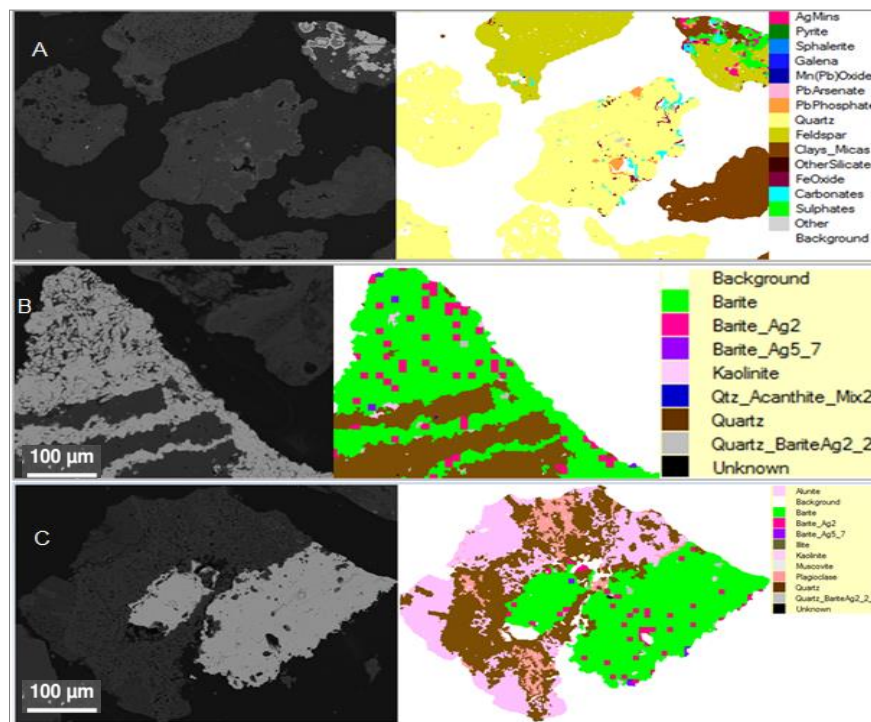 A
AgMins
Pyrite
Sphalerite
Galena
Mn(Pb)Oxide
PbArsenate
PbPhosphate
Quartz
Feldspar
Clays_Micas
OtherSilicate
FeOxide
Carbonates
Sulphates
Other
Background
B
100 µm
Background
Barite
Barite_Ag2
Barite_Ag5_7
Kaolinite
Qtz_Acanthite_Mix2
Quartz
Quartz_BariteAg2_2
Unknown
C
100 µm
Alunite
Background
Barite
Barite_Ag2
Barite_Ag5_7
Illite
Kaolinite
Muscovite
Plagioclase
Quartz
Quartz_BariteAg2_2_
Unknown